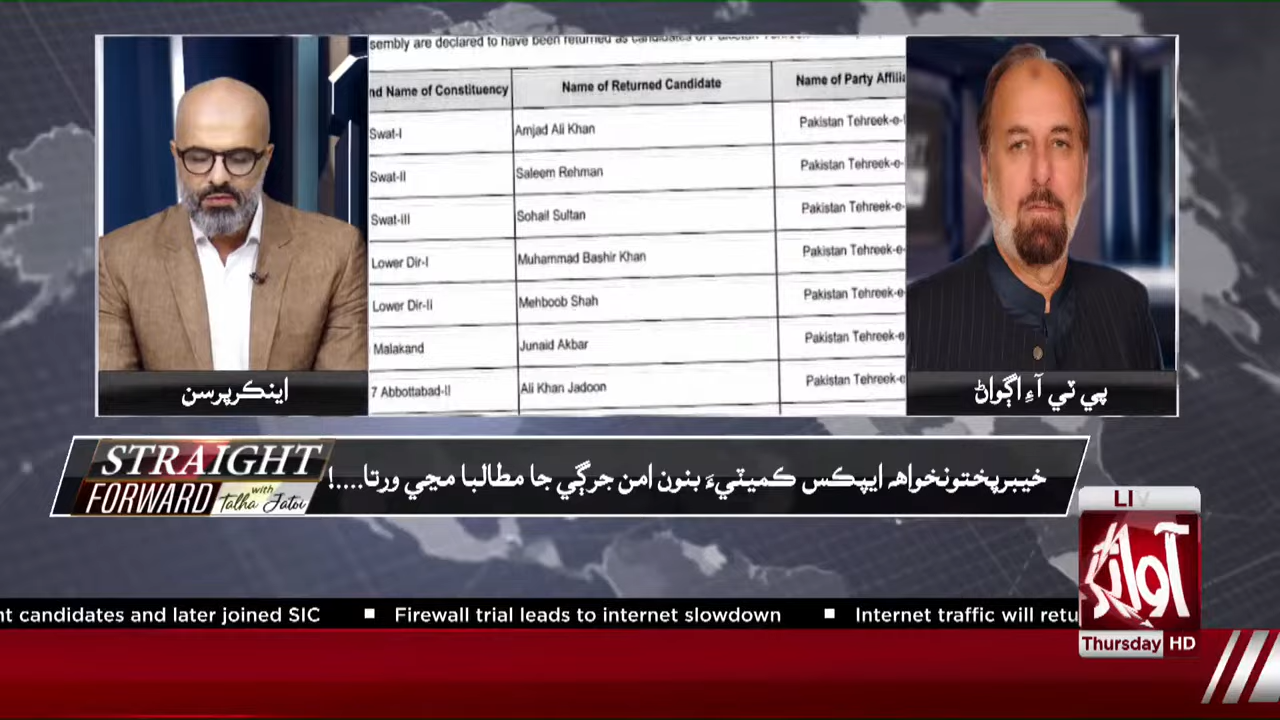 sembly are declared to have been returned as candidates of Pakistan
nd Name of Constituency Name of Returned Candidate Name of Party Affilia
Swat-I Amjad Ali Khan Pakistan Tehreek-e-I
Swat-II Saleem Rehman Pakistan Tehreek-e-
Swat-III Sohail Sultan Pakistan Tehreek-e-
Lower Dir-I Muhammad Bashir Khan Pakistan Tehreek-e-
Lower Dir-Ii Mehboob Shah Pakistan Tehreek-e-
Malakand Junaid Akbar Pakistan Tehreek-e
7 Abbottabad-II Ali Khan Jadoon Pakistan Tehreek-e
اينڪرپرسن
پي ٽي آءِ اڳواڻ
STRAIGHT
FORWARD with Talha Jatoi
خيبرپختونخواهه ايپڪس ڪميٽيءَ بنون امن جرڳي جا مطالبا مڃي ورتا....!
LIV
آواز
Thursday HD
nt candidates and later joined SIC ■ Firewall trial leads to internet slowdown ■ Internet traffic will retu